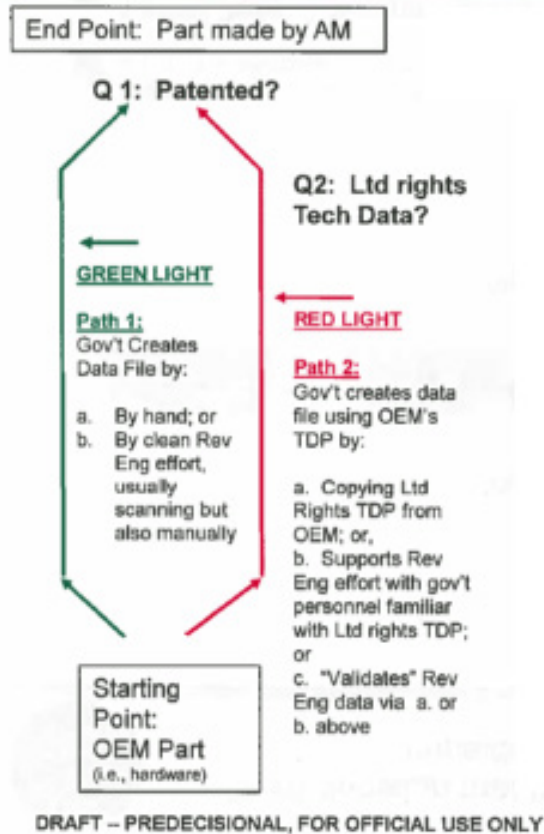 End Point: Part made by AM
Q 1: Patented?
Q2: Ltd rights
Tech Data?
GREEN LIGHT
Path 1:
Gov't Creates
Data File by:
a. By hand; or
b. By clean Rev
Eng effort,
usually
scanning but
also manually
RED LIGHT
Path 2:
Gov't creates data
file using OEM's
TDP by:
a. Copying Ltd
Rights TDP from
OEM; or,
b. Supports Rev
Eng effort with gov't
personnel familiar
with Ltd rights TDP;
or
c. "Validates" Rev
Eng data via a. or
b. above
Starting
Point:
OEM Part
(i.e., hardware)
DRAFT – PREDECISIONAL, FOR OFFICIAL USE ONLY